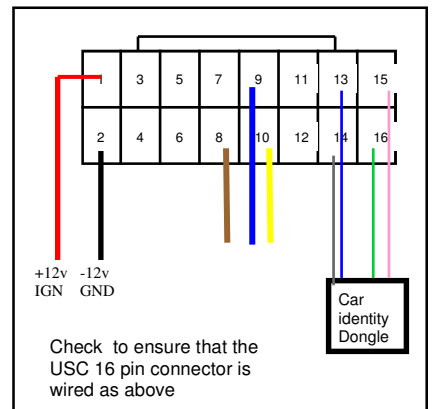 1 3 5 7 9 11 13 15
2 4 6 8 10 12 14 16
+12v -12v
IGN GND
Car
identity
Dongle
Check to ensure that the
USC 16 pin connector is
wired as above